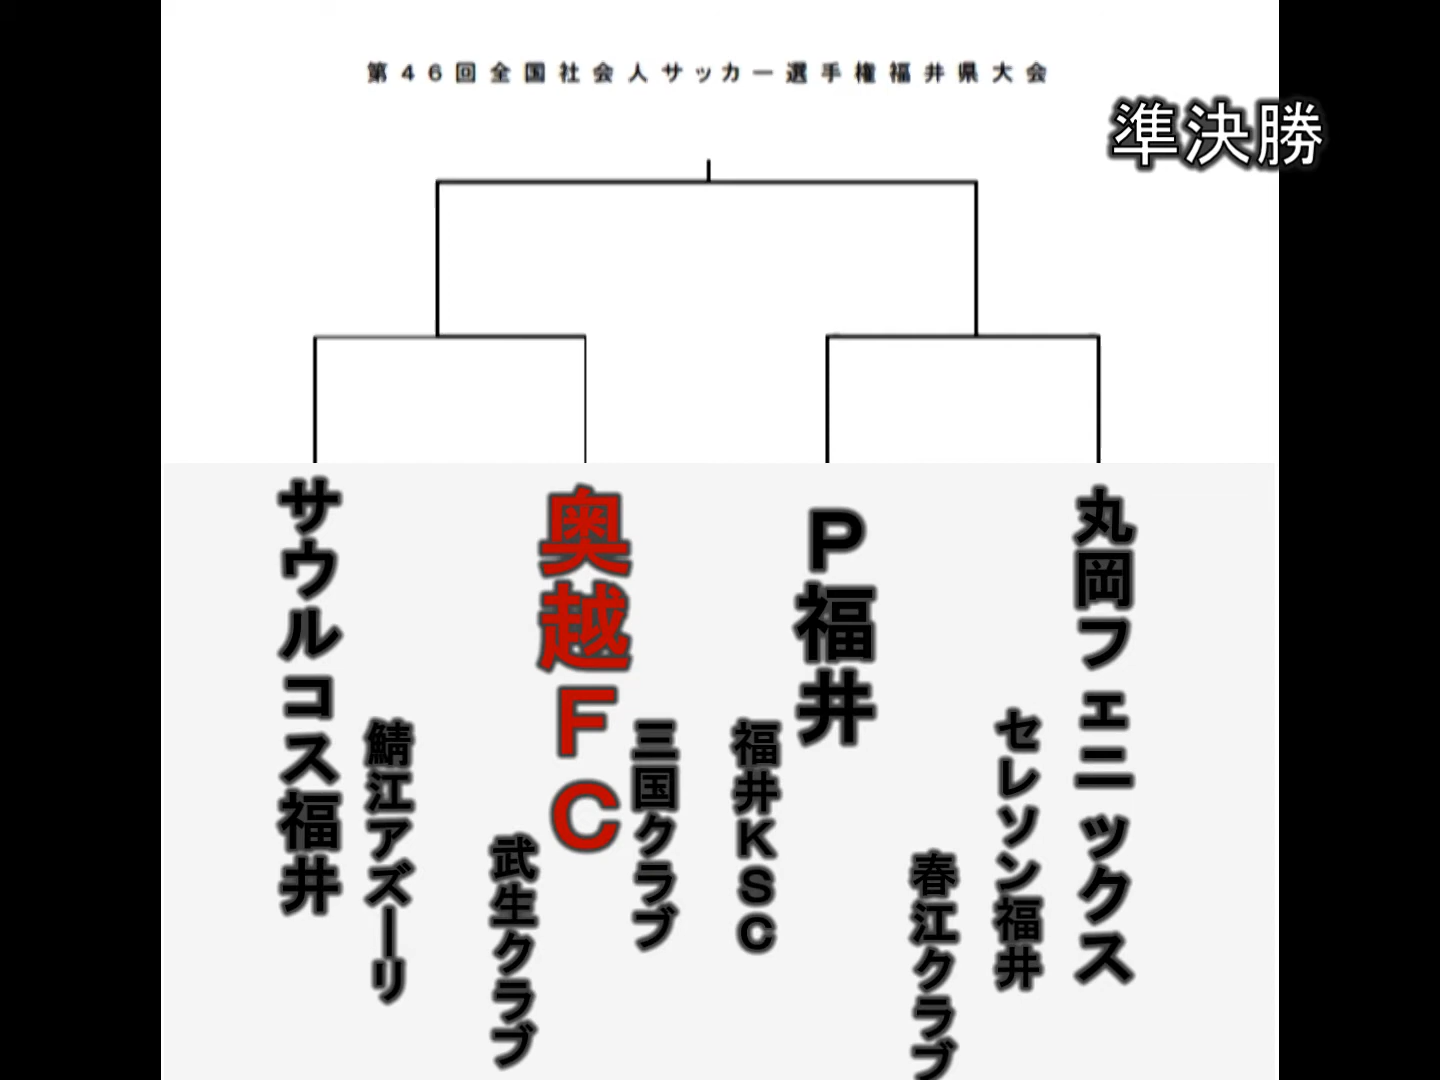 第46回全国社会人サッカー選手権福井県大会
準決勝
サウルコス福井
鯖江アズーリ
武生クラブ
奥越FC
三国クラブ
福井KSC
P福井
春江クラブ
セレソン福井
丸岡フェニックス